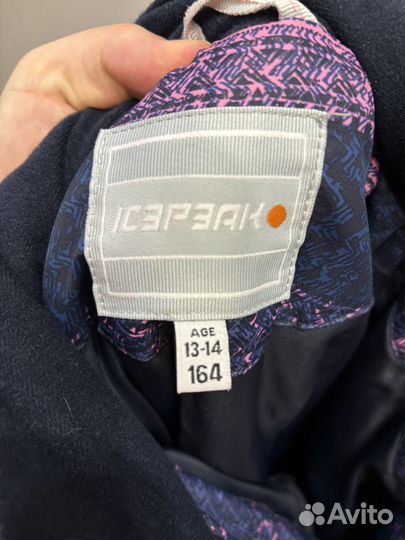 ICEPEAK
AGE
13-14
164
Avito